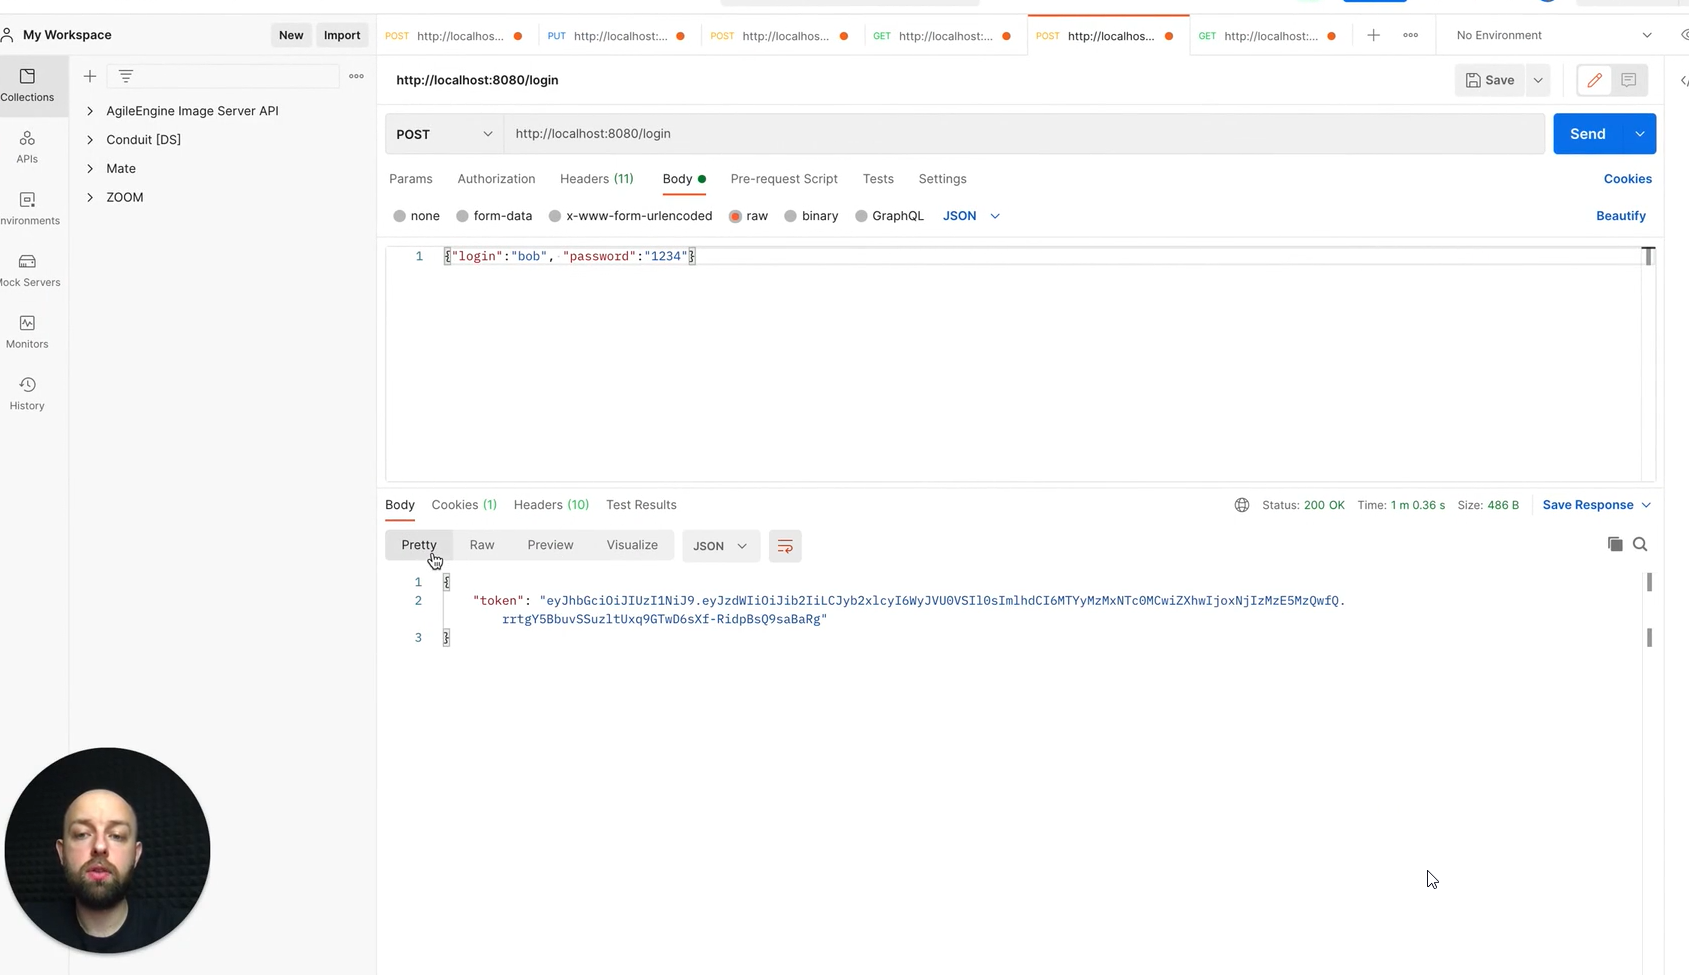 My Workspace
New
Import
POST http://localhos...
PUT http://localhost:...
POST http://localhos...
GET http://localhost:...
POST http://localhos...
GET http://localhost:...
No Environment
Collections
APIs
nvironments
Mock Servers
Monitors
History
AgileEngine Image Server API
Conduit [DS]
Mate
ZOOM
http://localhost:8080/login
Save
POST
http://localhost:8080/login
Send
Params
Authorization
Headers (11)
Body
Pre-request Script
Tests
Settings
Cookies
none
form-data
x-www-form-urlencoded
raw
binary
GraphQL
JSON
Beautify
1 {"login":"bob", "password":"1234"}
Body
Cookies (1)
Headers (10)
Test Results
Status: 200 OK
Time: 1 m 0.36 s
Size: 486 B
Save Response
Pretty
Raw
Preview
Visualize
JSON
1 {
2 "token": "eyJhbGciOiJIUzI1NiJ9.eyJzdWIiOiJib2IiLCJyb2xlcyI6WyJVU0VSIl0sImlhdCI6MTYyMzMxNTc0MCwiZXhwIjoxNjIzMzE5MzQwfQ.
rrtgY5BbuvSSuzltUxq9GTwD6sXf-RidpBsQ9saBaRg"
3 }